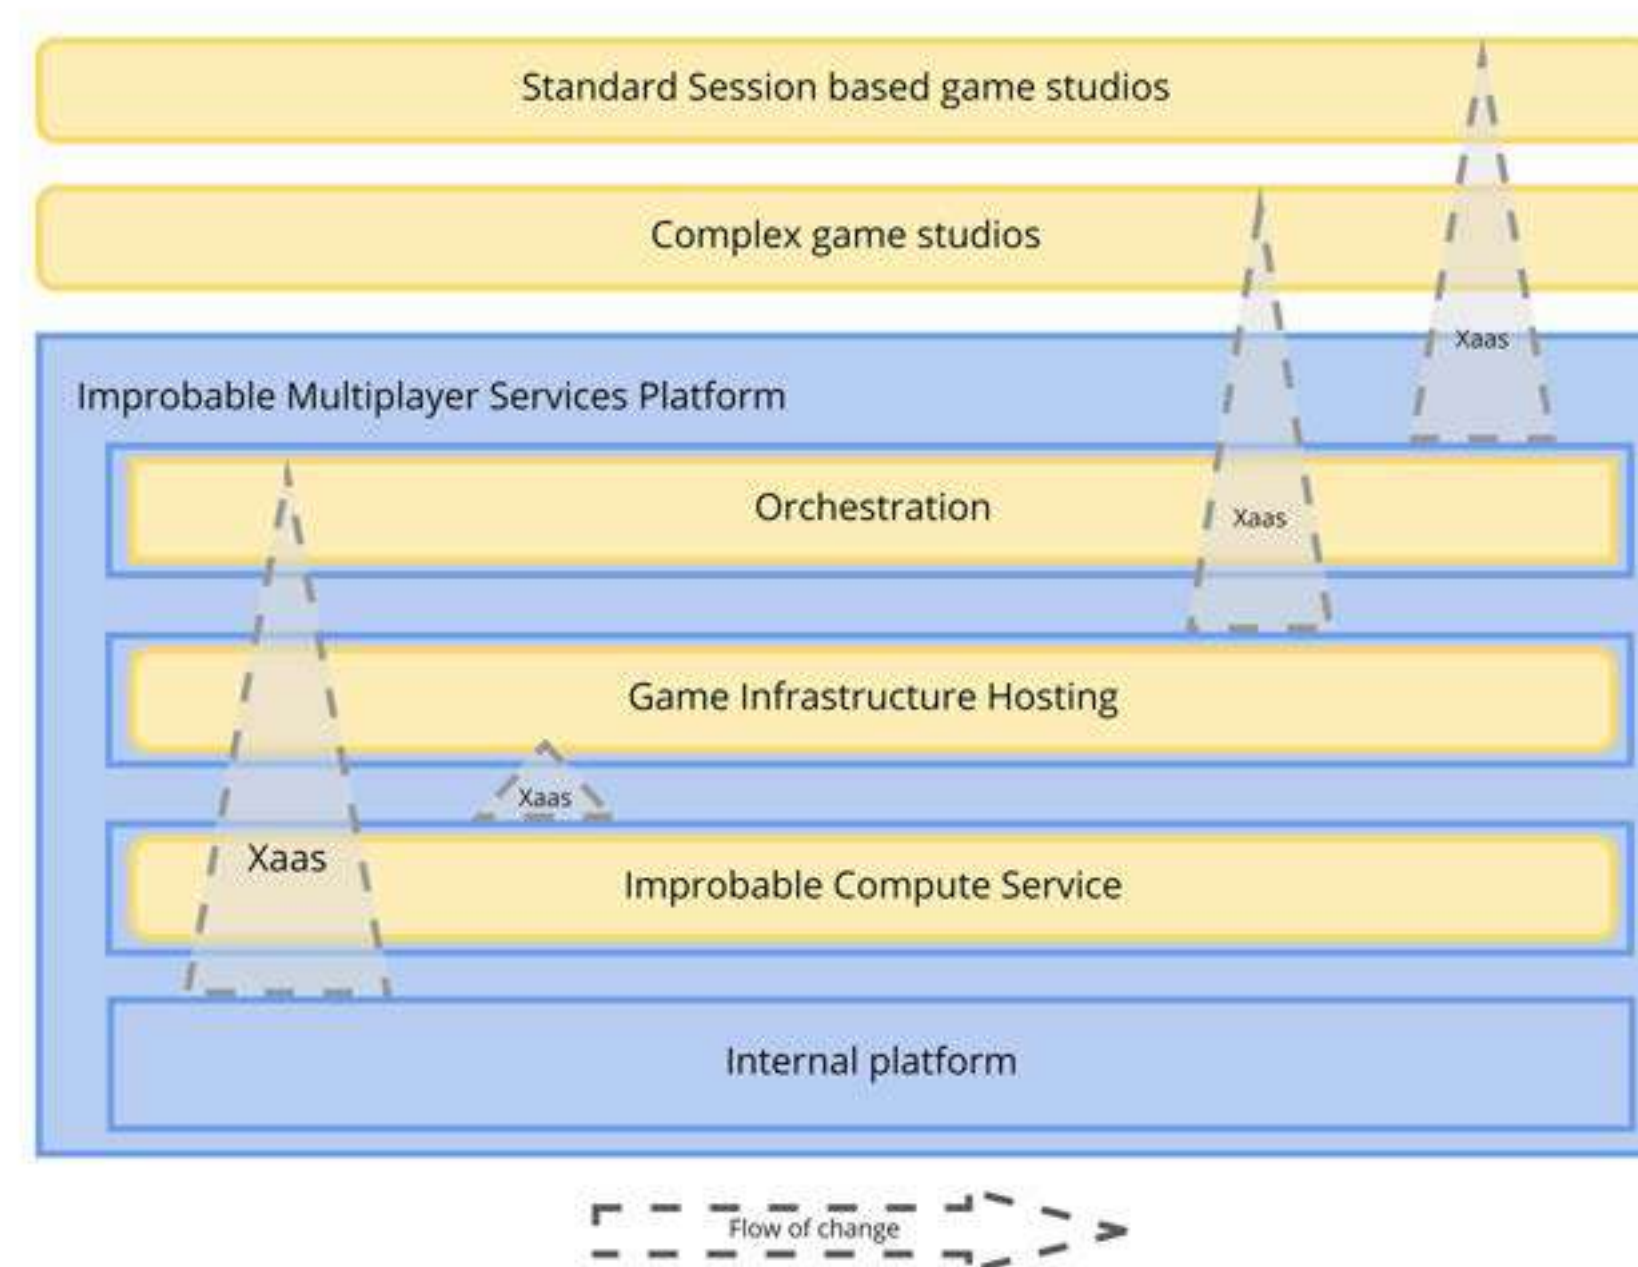 Standard Session based game studios
Complex game studios
Xaas
Improbable Multiplayer Services Platform
Orchestration
Xaas
Game Infrastructure Hosting
Xaas
Xaas
Improbable Compute Service
Internal platform
Flow of change